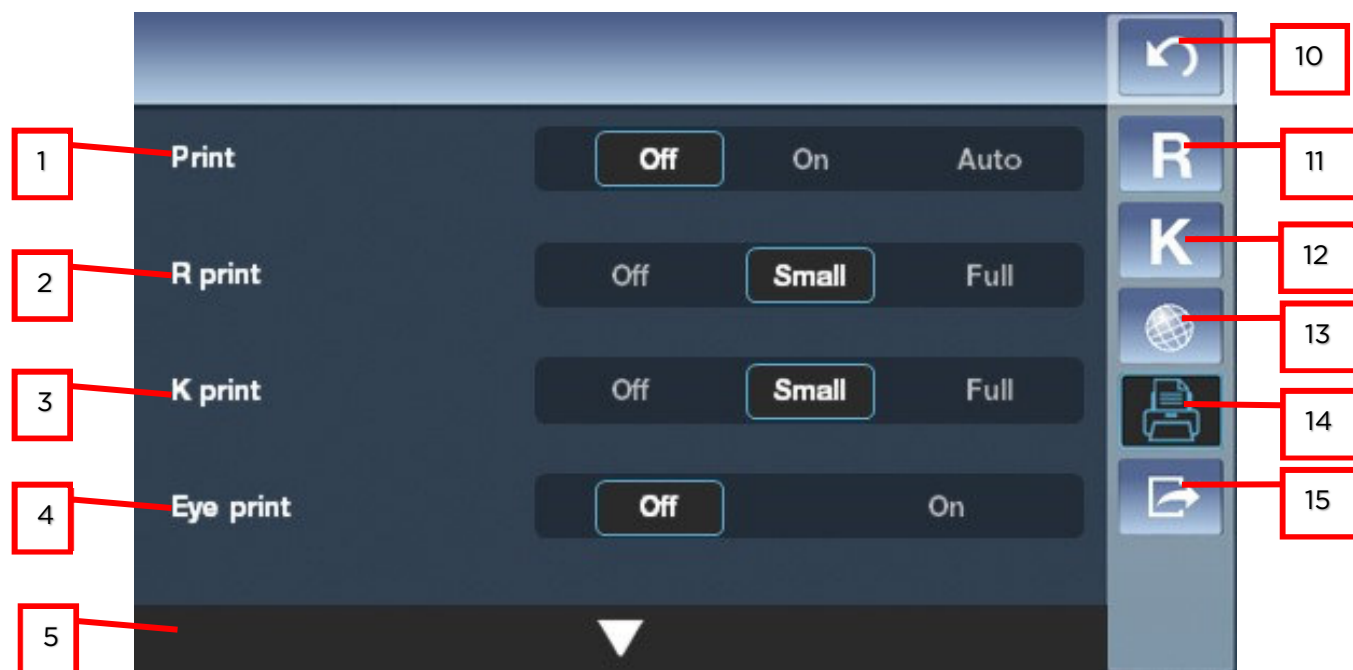 10
1 Print Off On Auto R 11
2 R print Off Small Full K 12
13
3 K print Off Small Full 14
4 Eye print Off On 15
5